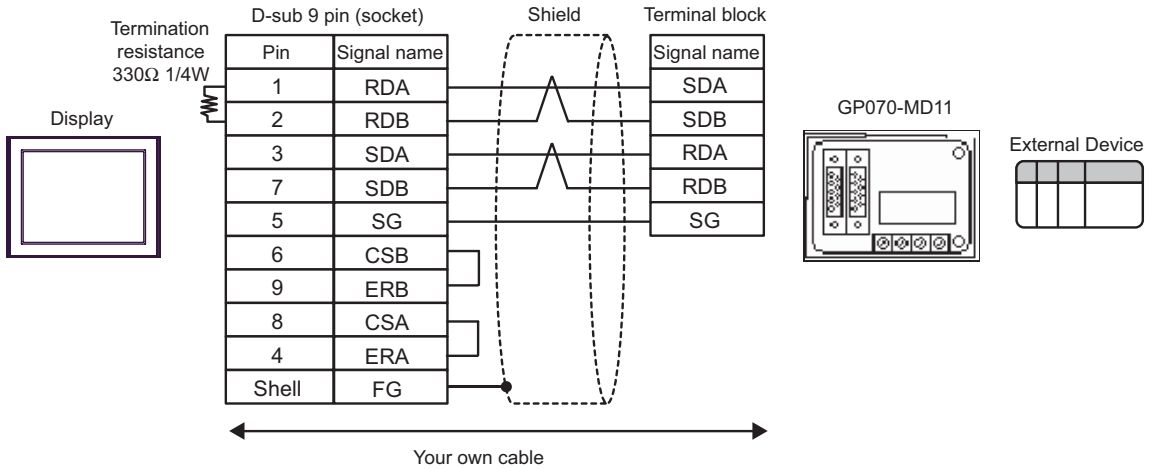 Termination
resistance
330Ω 1/4W
D-sub 9 pin (socket)
Shield
Terminal block
Pin Signal name
Signal name
1 RDA
SDA
2 RDB
SDB
3 SDA
RDA
7 SDB
RDB
5 SG
SG
6 CSB
9 ERB
8 CSA
4 ERA
Shell FG
Display
GP070-MD11
External Device
Your own cable